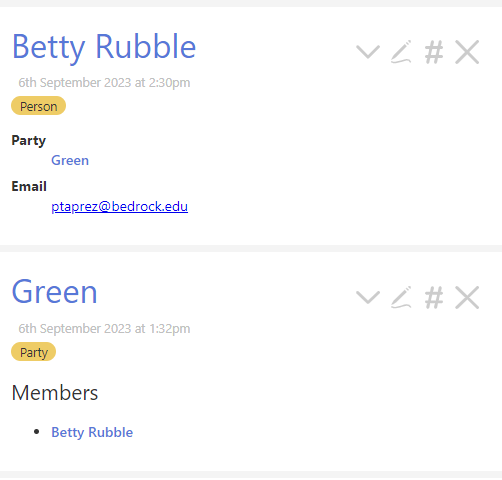 Betty Rubble
6th September 2023 at 2:30pm
Person
Party
Green
Email
ptaprez@bedrock.edu
Green
6th September 2023 at 1:32pm
Party
Members
Betty Rubble